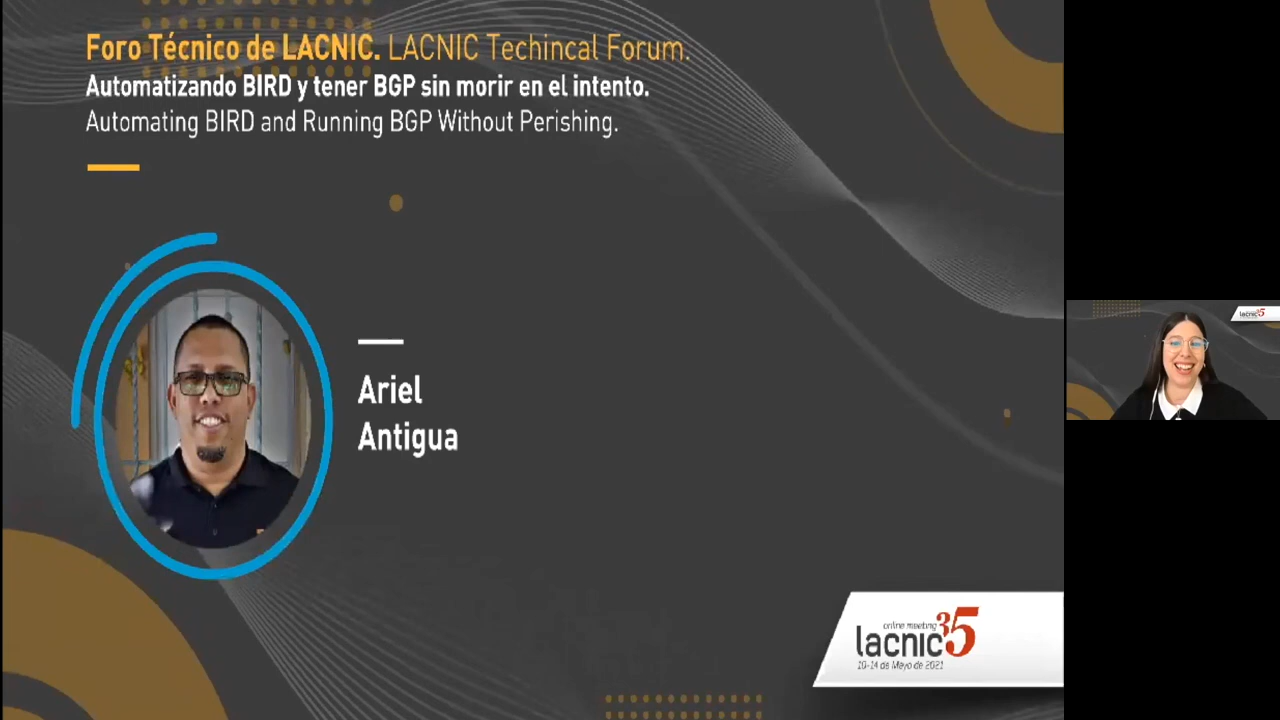 Foro Técnico de LACNIC. LACNIC Techincal Forum.
Automatizando BIRD y tener BGP sin morir en el intento.
Automating BIRD and Running BGP Without Perishing.
Ariel
Antigua
online meeting
lacnic35
10-14 de Mayo de 2021
lacnic35